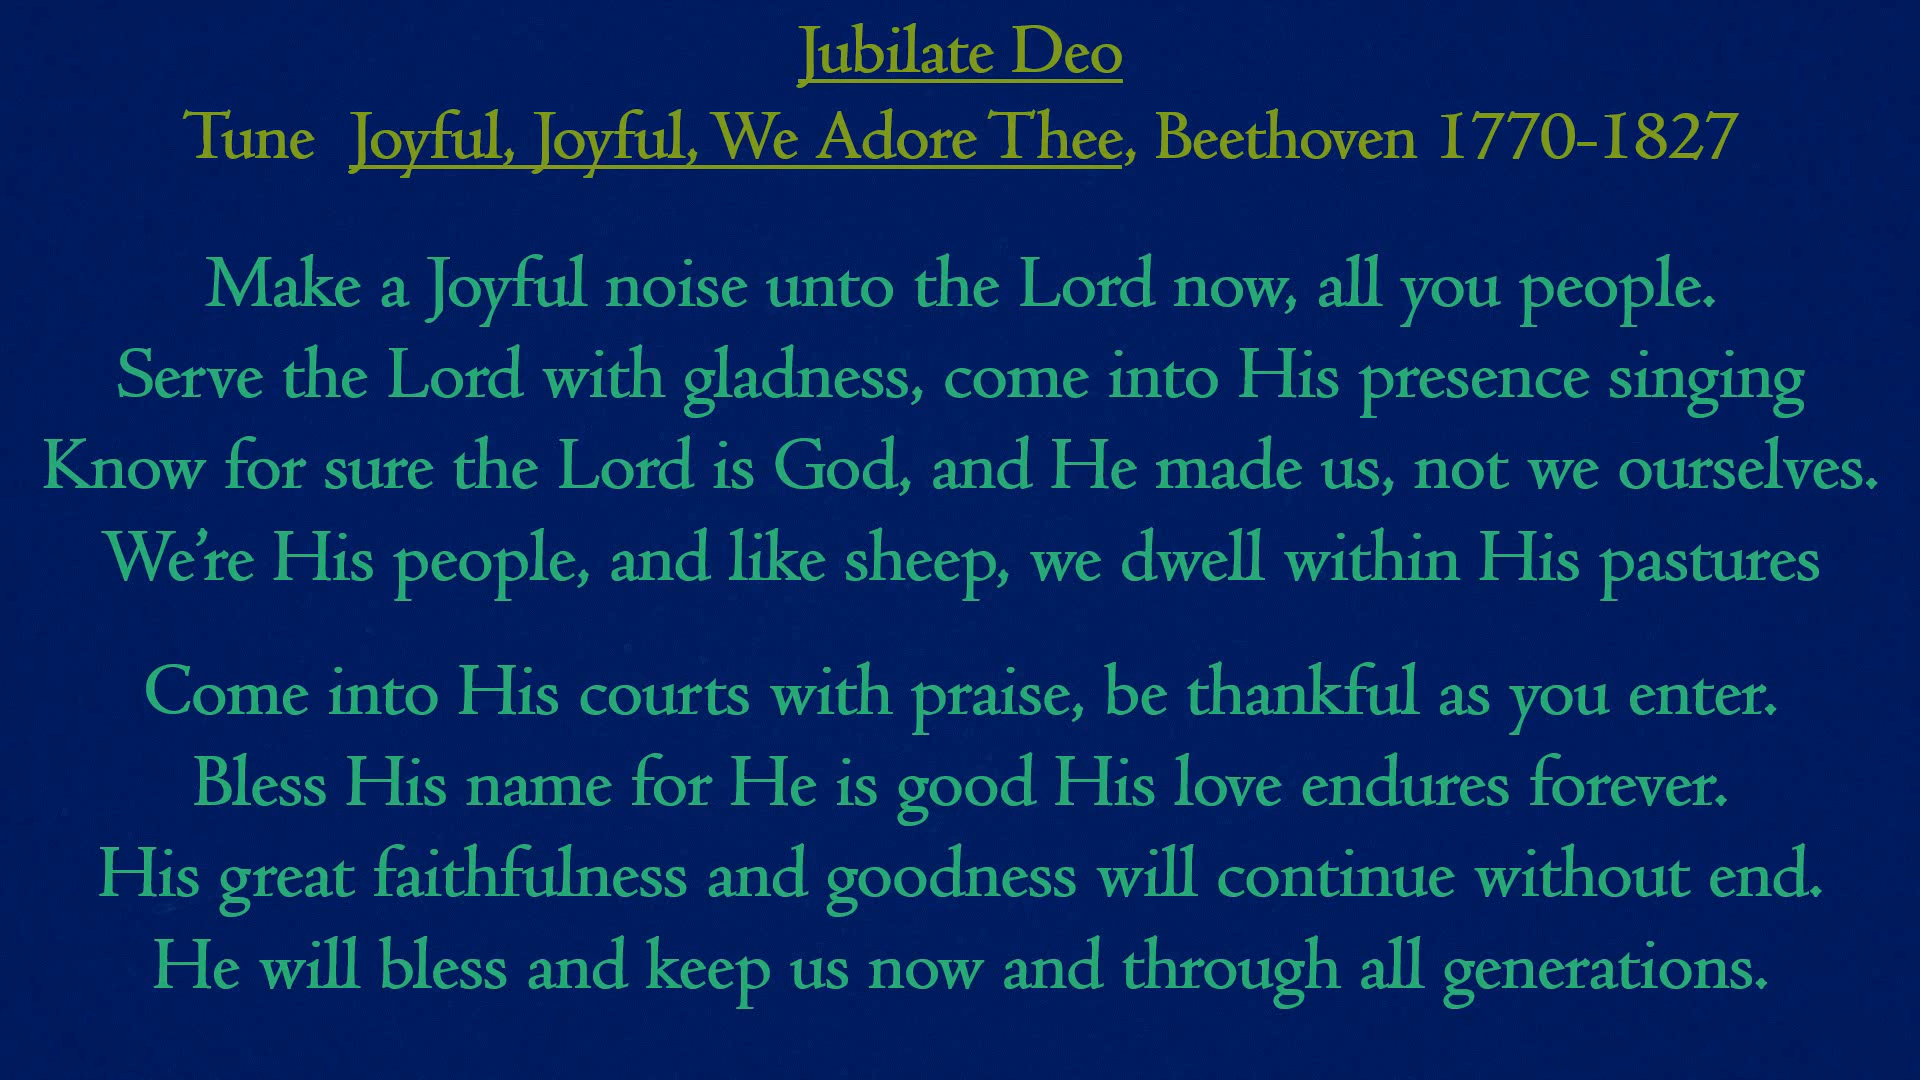 Jubilate Deo
Tune  Joyful, Joyful, We Adore Thee, Beethoven 1770-1827
Make a Joyful noise unto the Lord now, all you people.
Serve the Lord with gladness, come into His presence singing
Know for sure the Lord is God, and He made us, not we ourselves.
We’re His people, and like sheep, we dwell within His pastures
Come into His courts with praise, be thankful as you enter.
Bless His name for He is good His love endures forever.
His great faithfulness and goodness will continue without end.
He will bless and keep us now and through all generations.